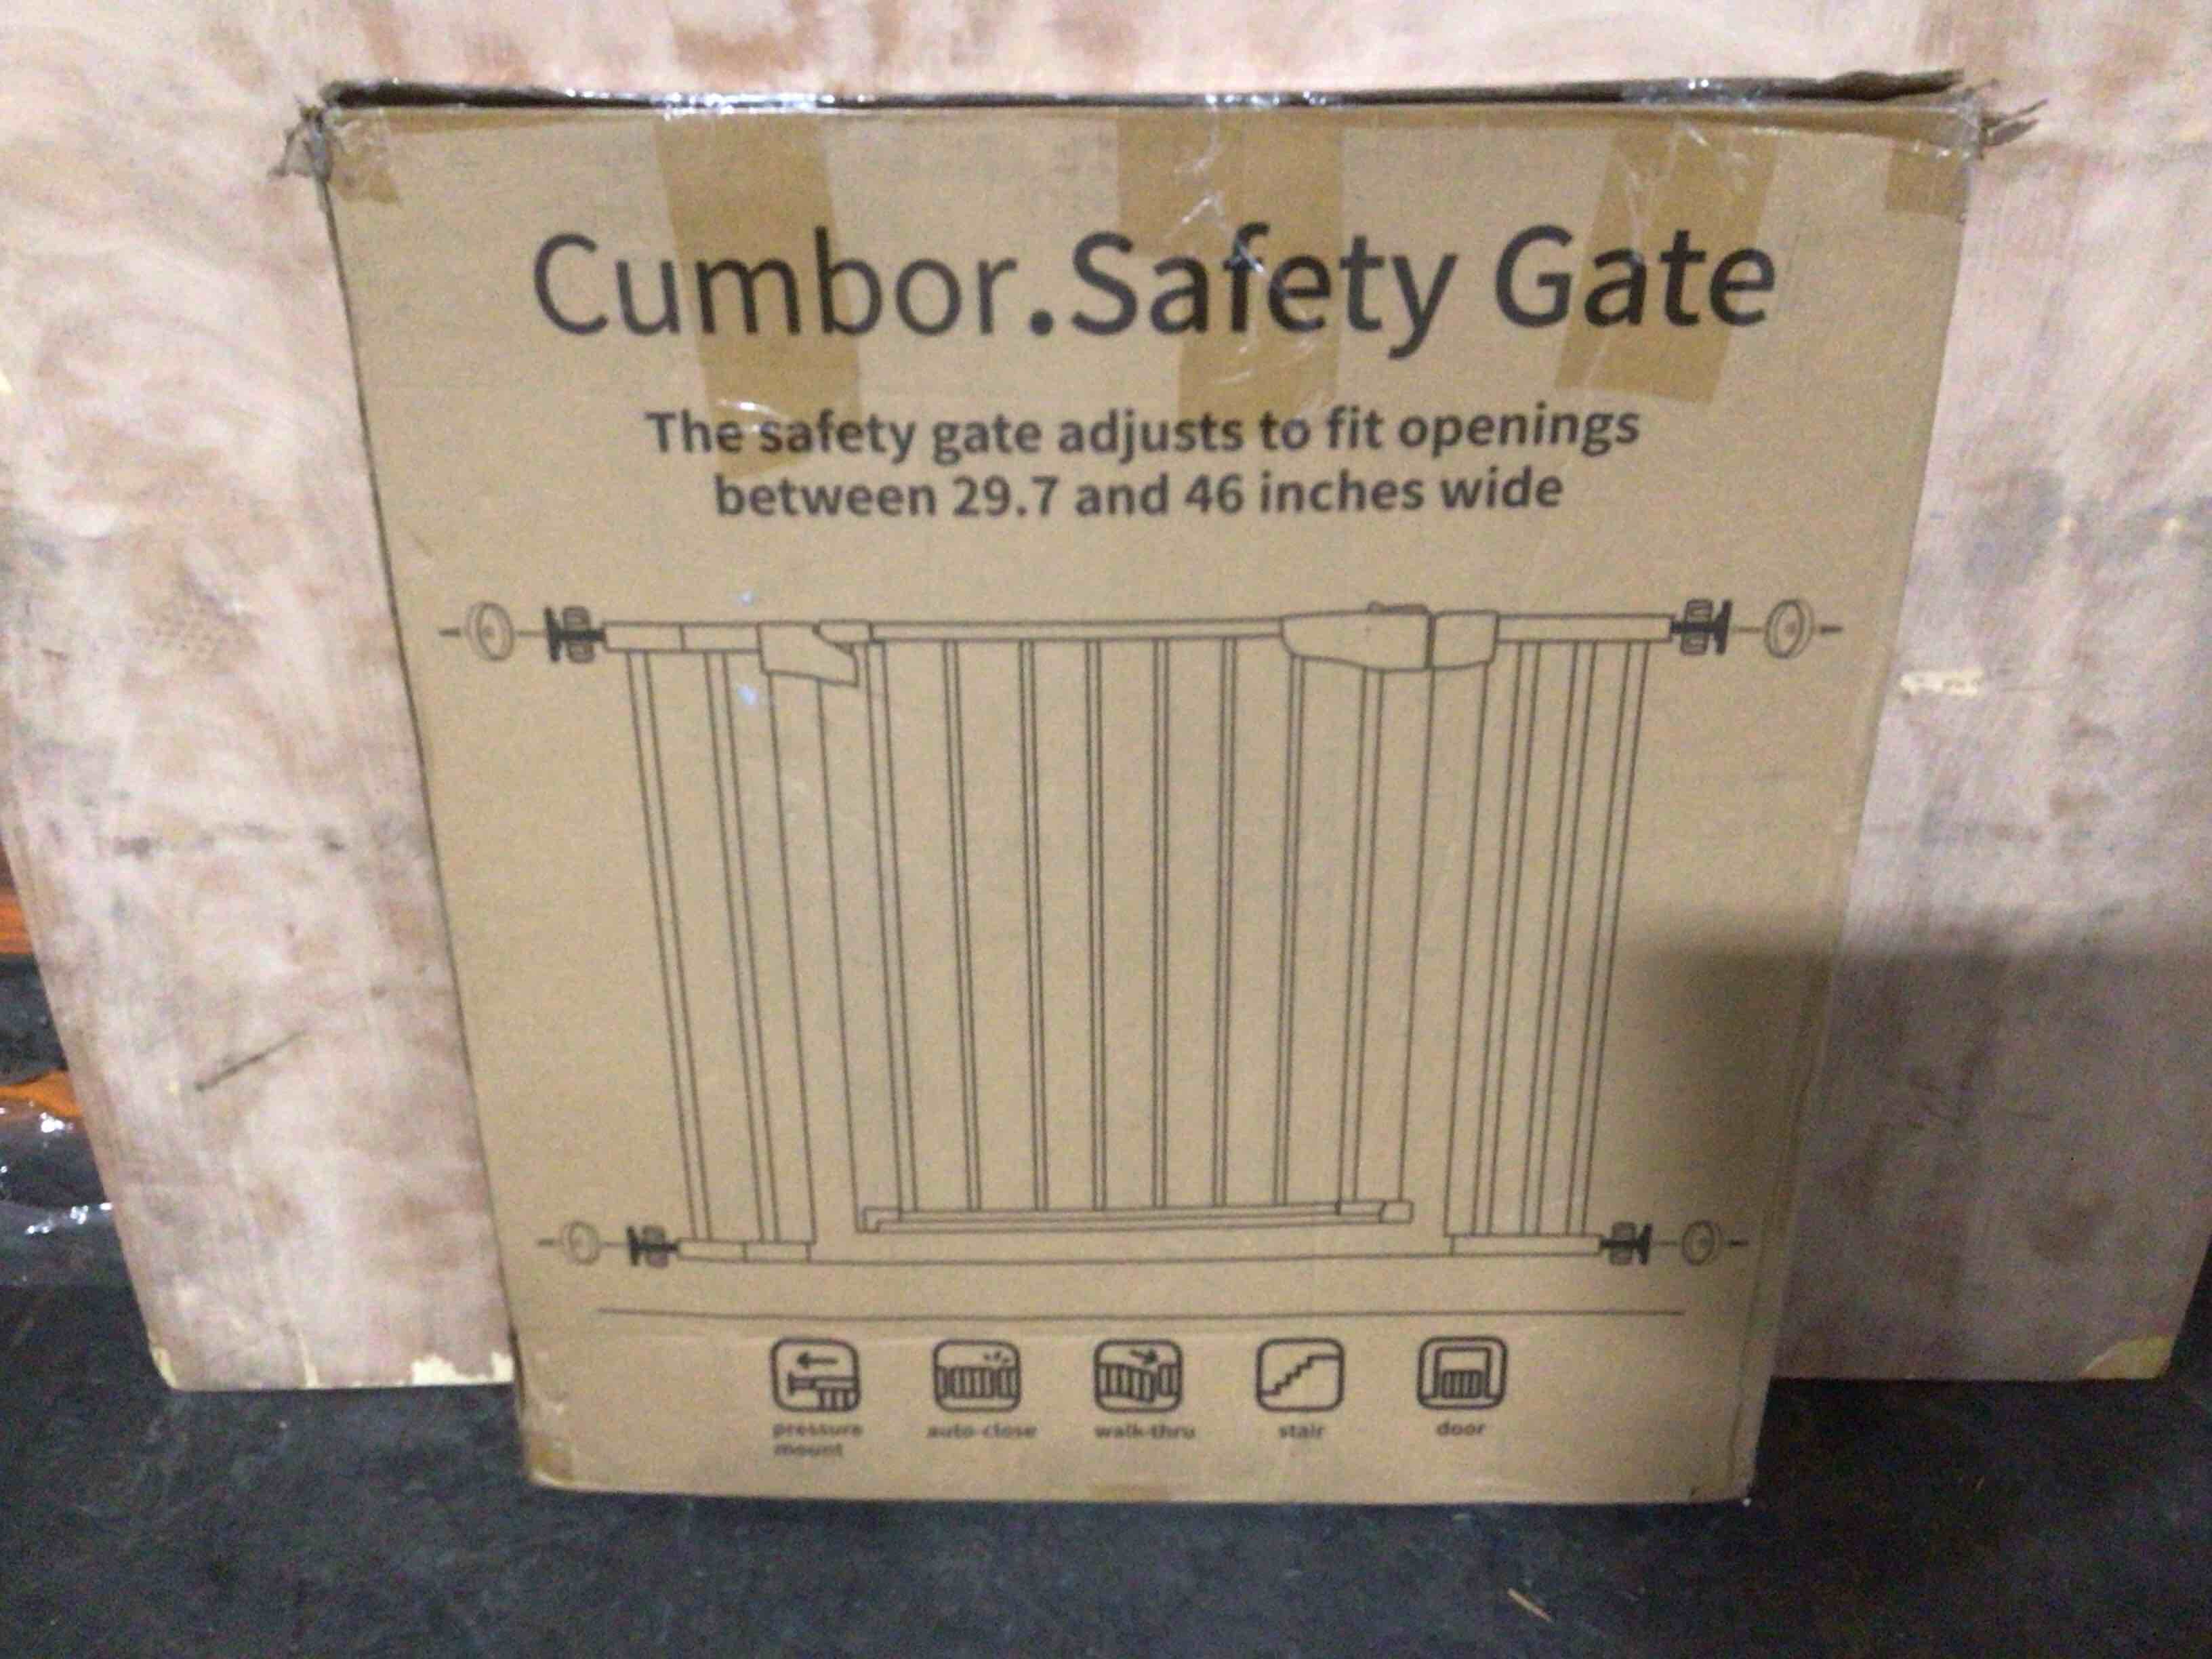 Cumbor.Safety Gate
The safety gate adjusts to fit openings
between 29.7 and 46 inches wide
pressure
mount
auto-close
walk-thru
stair
door